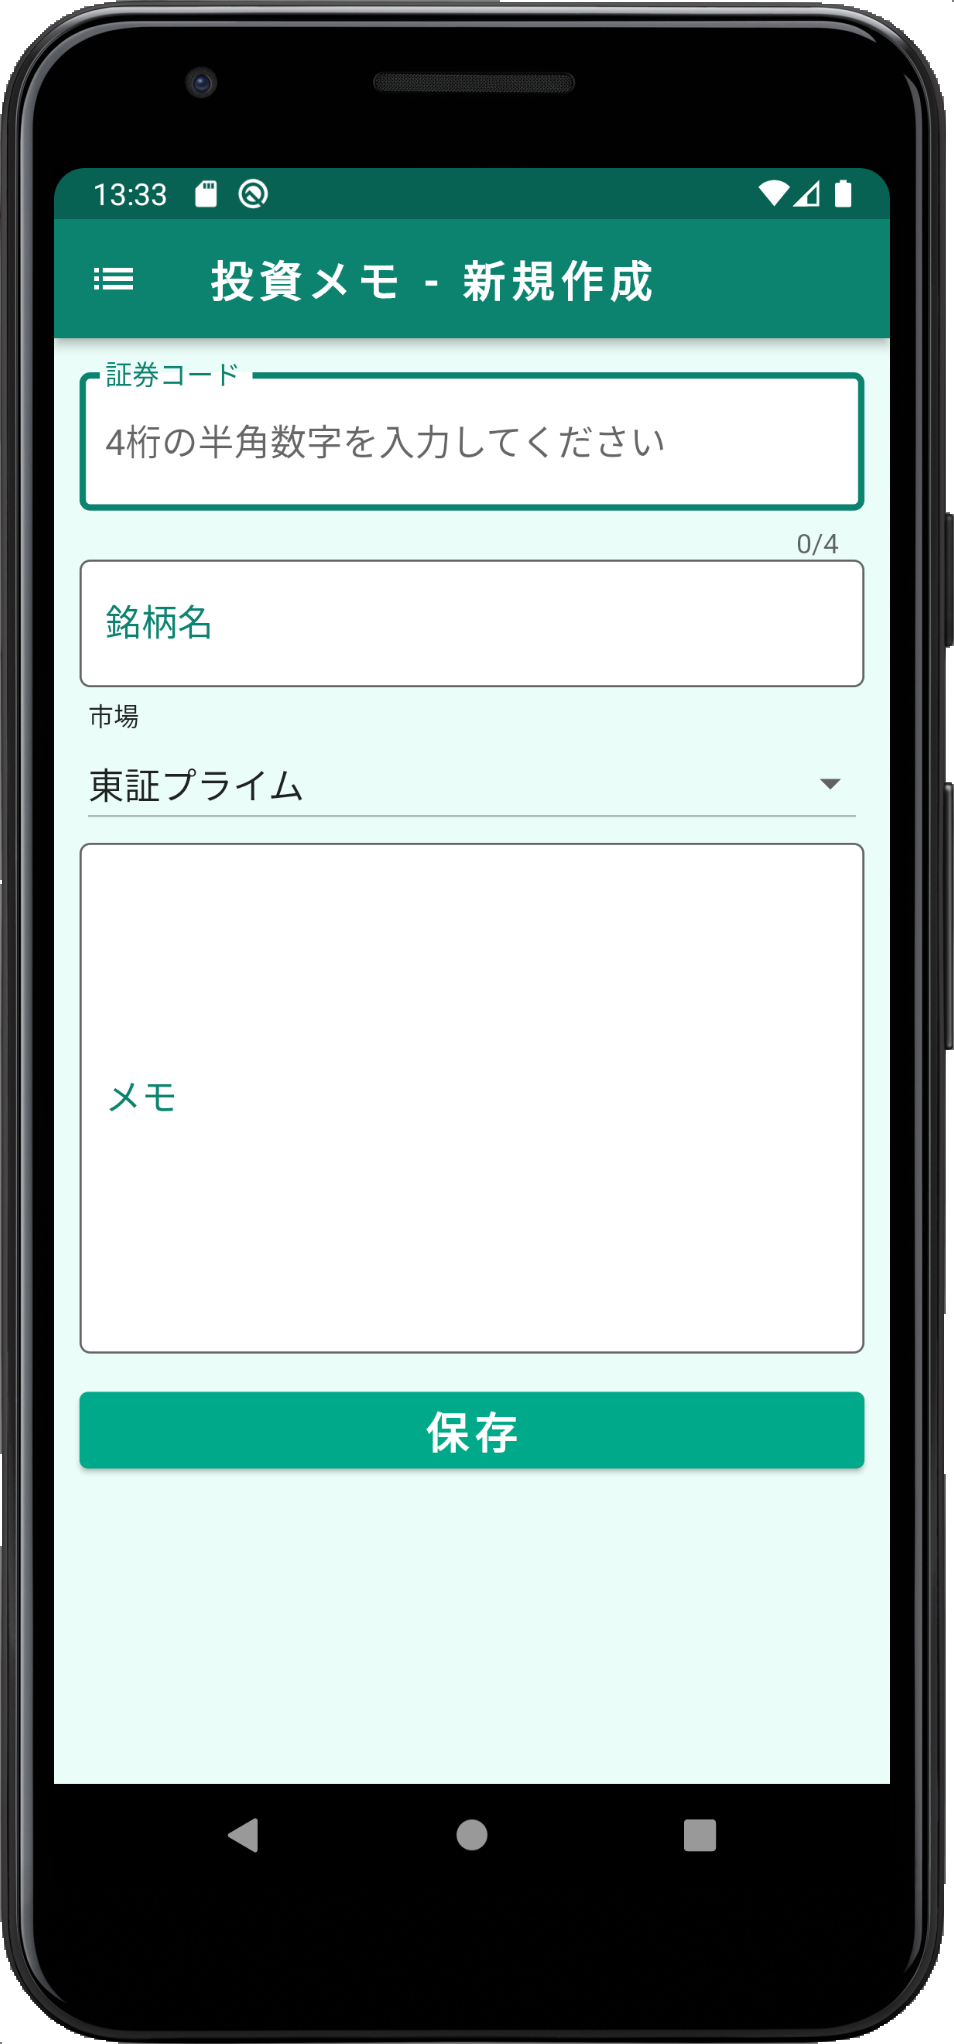 13:33
投資メモ - 新規作成
証券コード
4桁の半角数字を入力してください
0/4
銘柄名
市場
東証プライム
メモ
保存